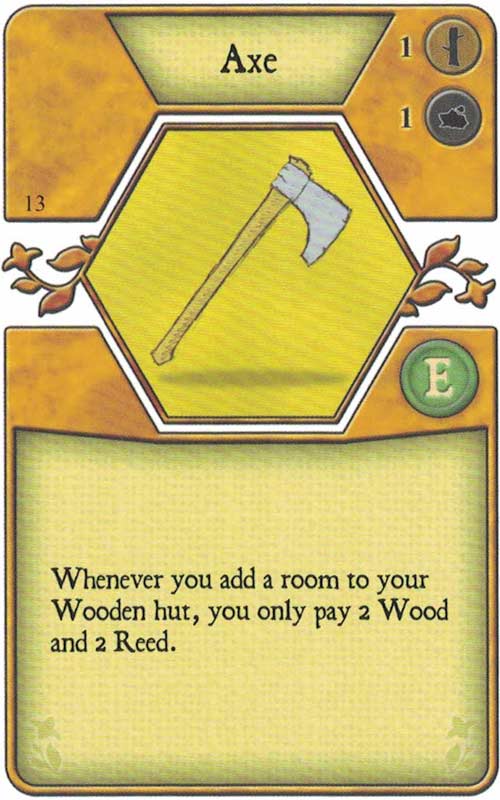 Axe
1
1
13
E
Whenever you add a room to your
Wooden hut, you only pay 2 Wood
and 2 Reed.